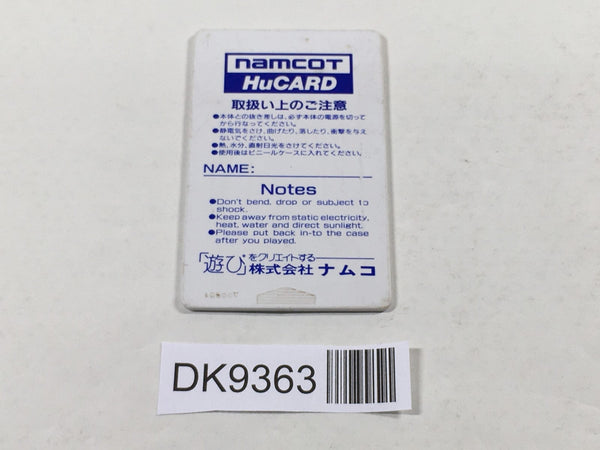 namcoT
HuCARD
取扱い上のご注意
●本体との抜き差しは、必ず本体の電源を切って
から行なってください。
●静電気をさけ、曲げたり、落したり、衝撃を与え
ないでください。
●熱、水分、直射日光をさけてください。
●使用後はビニールケースに入れてください。
NAME:
Notes
●Don't bend, drop or subject to
shock.
●Keep away from static electricity,
heat, water and direct sunlight.
●Please put back in-to the case
after you played.
「遊び」をクリエイトする
株式会社 ナムコ
DK9363